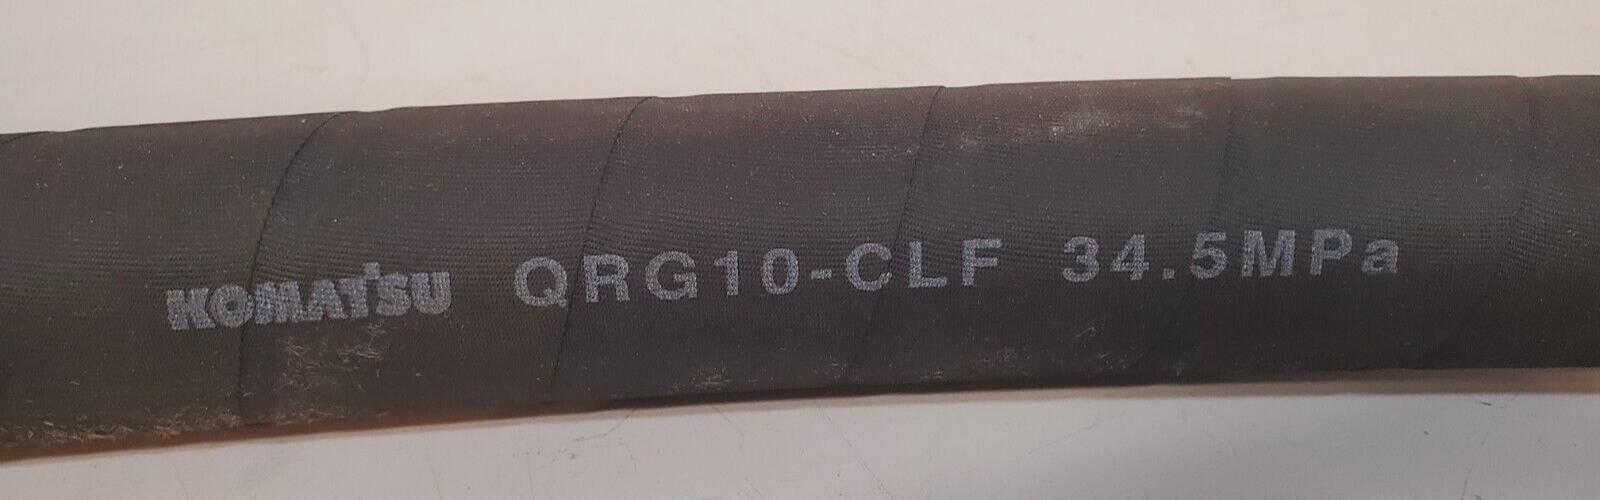 KOMATSU QRG10-CLF 34.5MPa